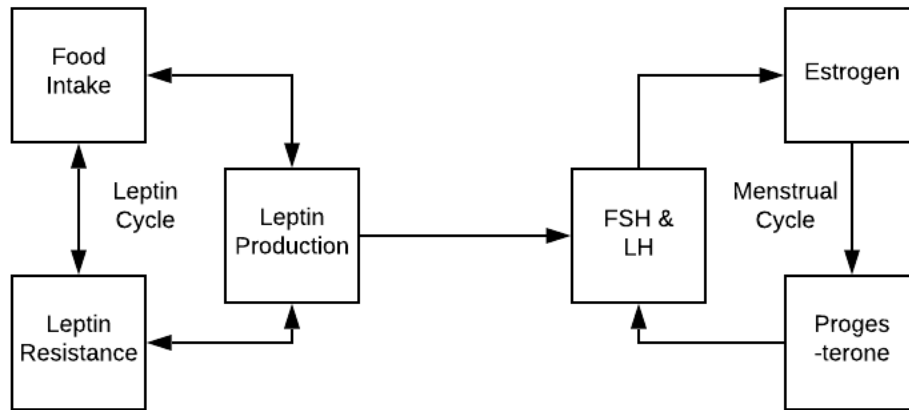 Food
Intake
Leptin
Cycle
Leptin
Production
Leptin
Resistance
FSH &
LH
Estrogen
Menstrual
Cycle
Proges
-terone